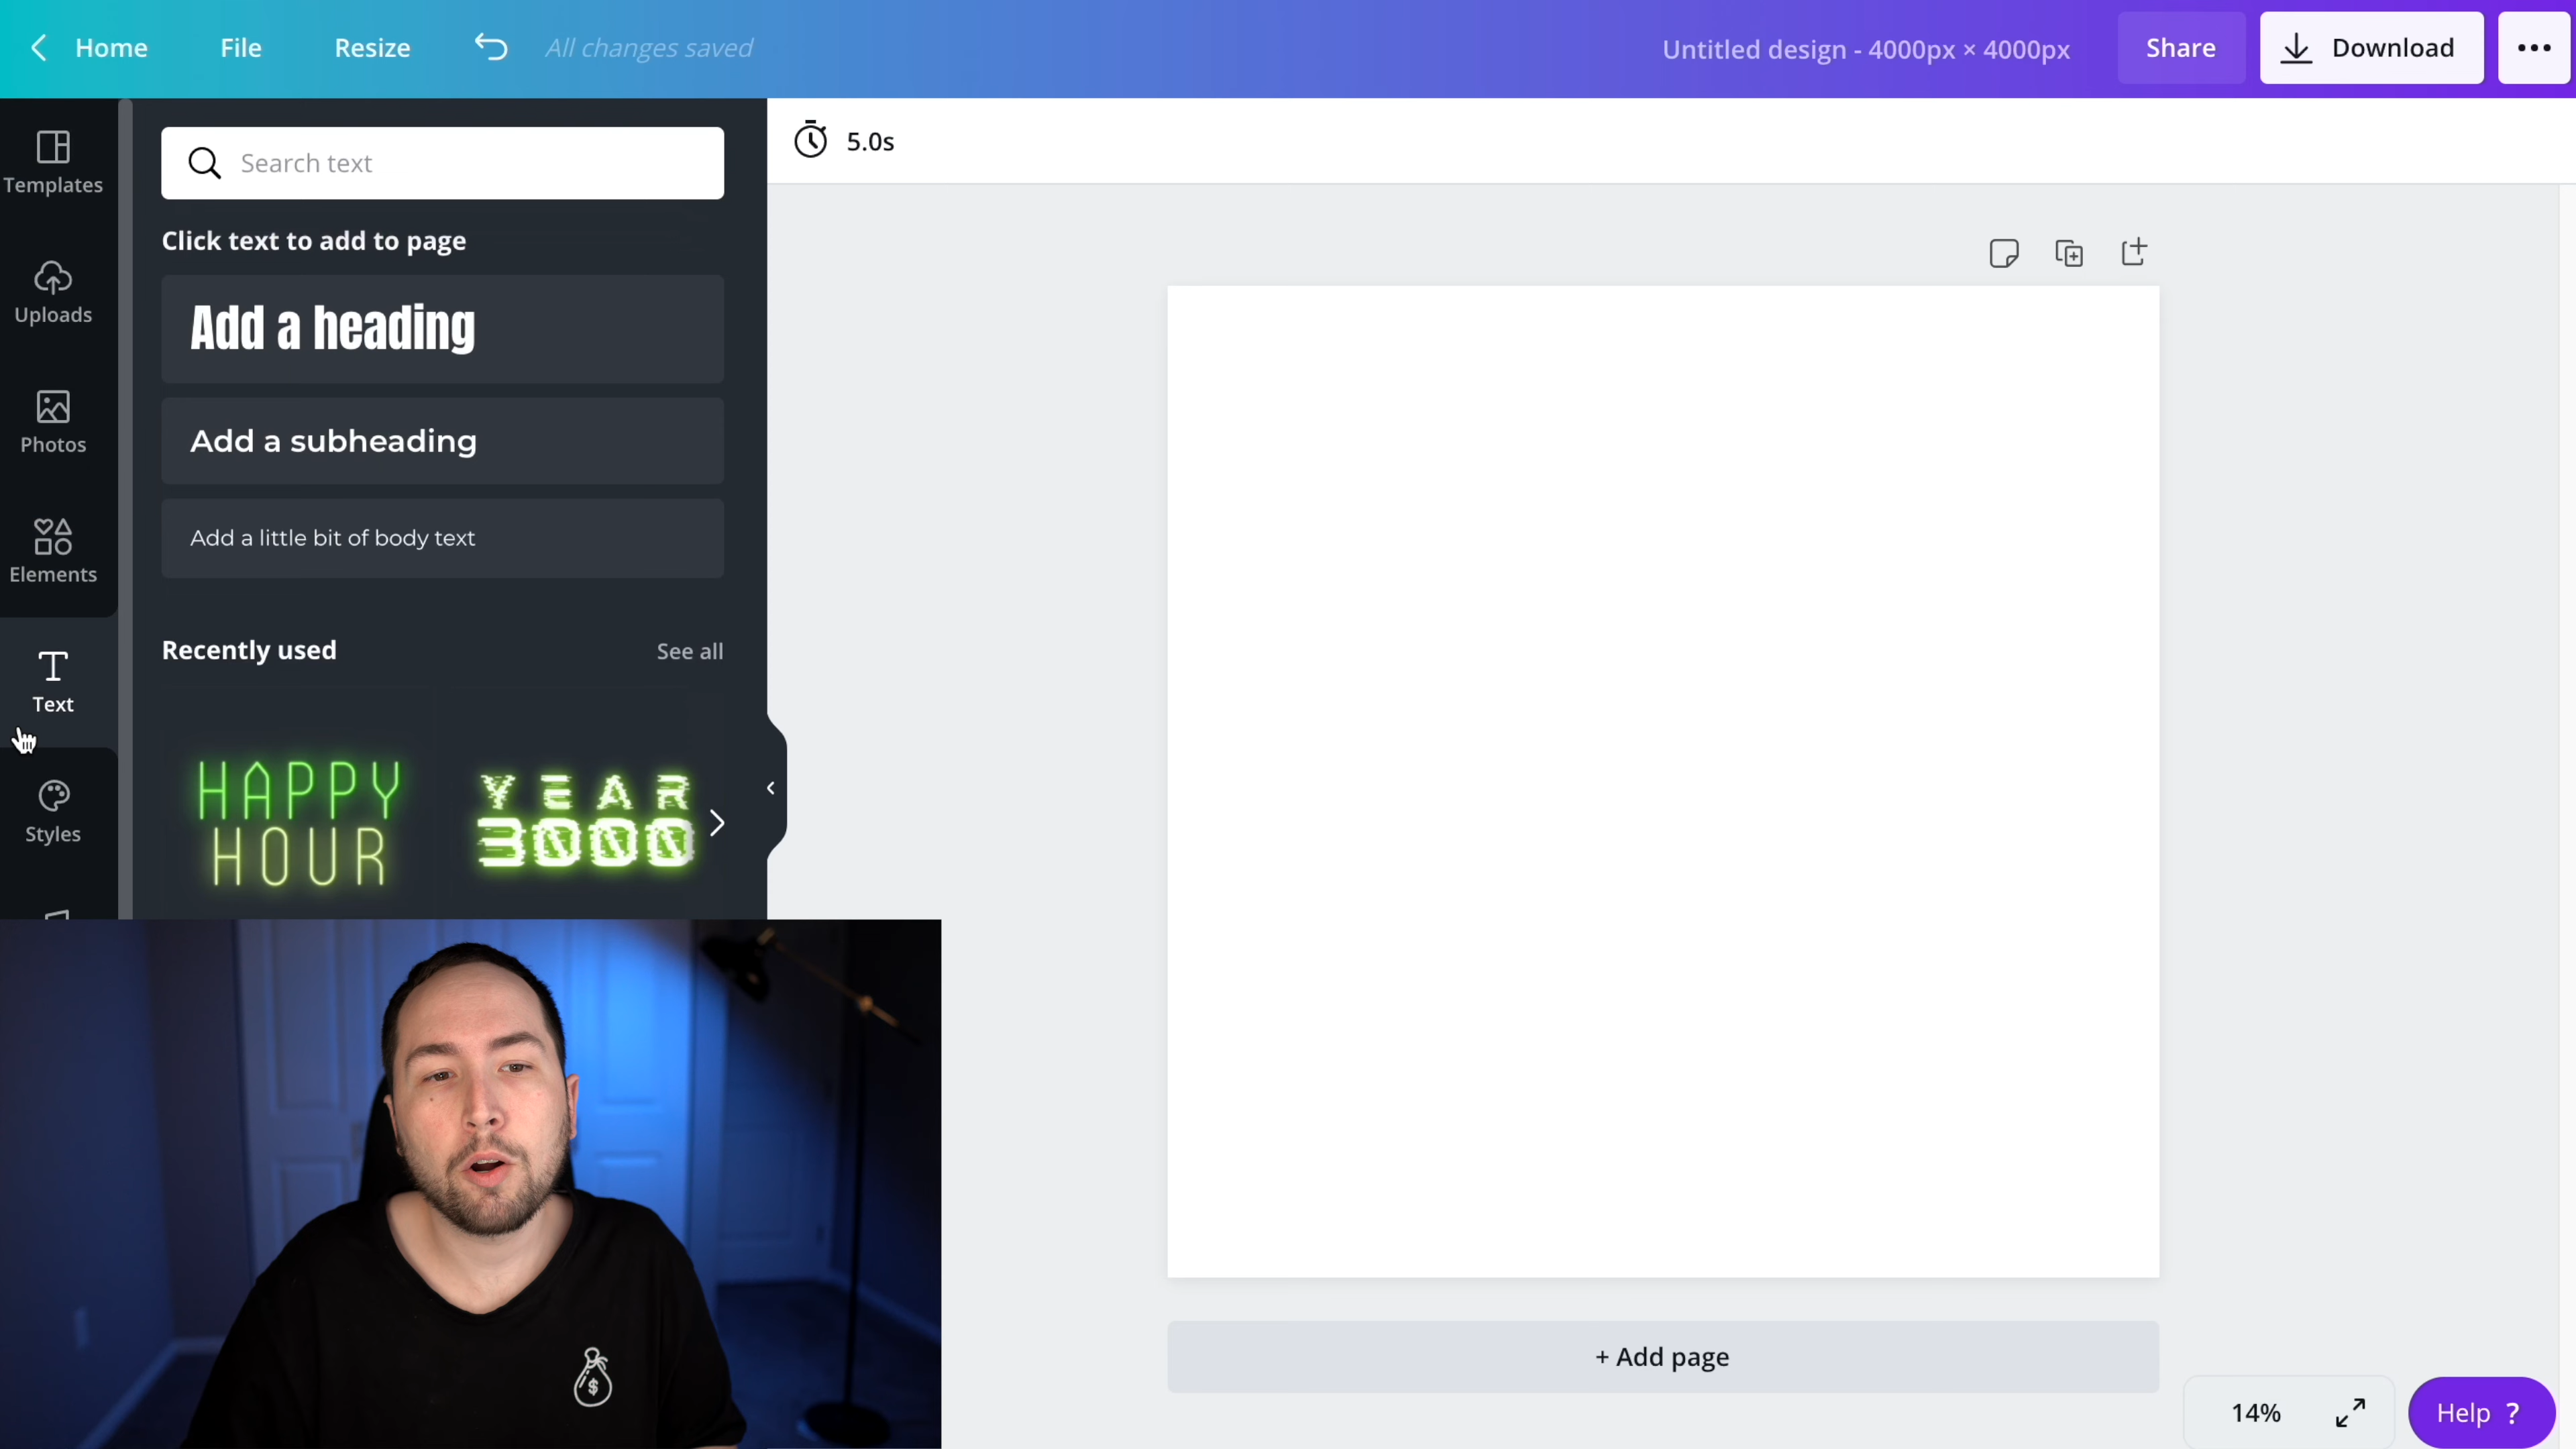 Home File Resize All changes saved Untitled design - 4000px × 4000px Share Download
Templates
Uploads
Photos
Elements
Text
Styles
Search text
Click text to add to page
Add a heading
Add a subheading
Add a little bit of body text
Recently used See all
HAPPY
HOUR
YEAR
3000
5.0s
+ Add page
14% Help ?
$